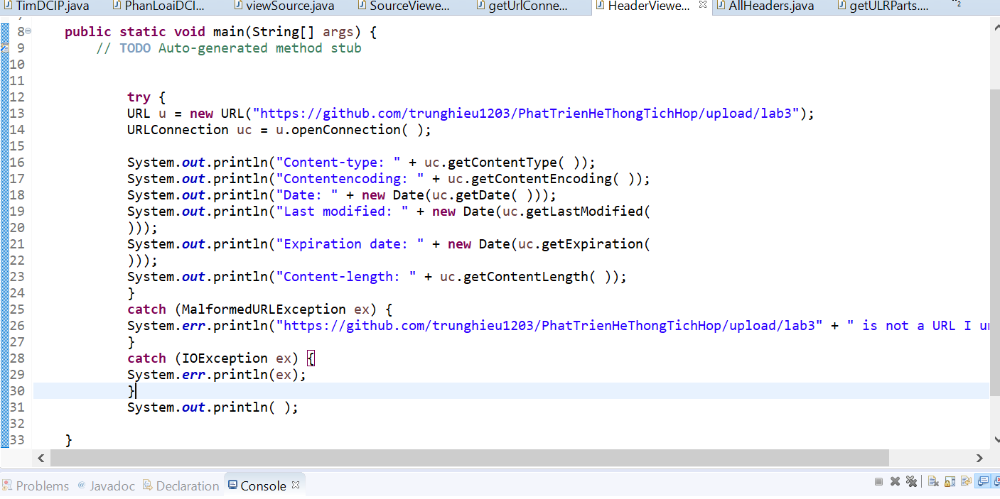 TimDCIP.java PhanLoaiDCI... viewSource.java SourceViewe... getUrlConne... HeaderViewe... AllHeaders.java getULRParts.... "2
8 public static void main(String[] args) {
9 // TODO Auto-generated method stub
10
11
12 try {
13 URL u = new URL("https://github.com/trunghieu1203/PhatTrienHeThongTichHop/upload/lab3");
14 URLConnection uc = u.openConnection( );
15
16 System.out.println("Content-type: " + uc.getContentType( ));
17 System.out.println("Contentencoding: " + uc.getContentEncoding( ));
18 System.out.println("Date: " + new Date(uc.getDate( )));
19 System.out.println("Last modified: " + new Date(uc.getLastModified(
20 )));
21 System.out.println("Expiration date: " + new Date(uc.getExpiration(
22 )));
23 System.out.println("Content-length: " + uc.getContentLength( ));
24 }
25 catch (MalformedURLException ex) {
26 System.err.println("https://github.com/trunghieu1203/PhatTrienHeThongTichHop/upload/lab3" + " is not a URL I
27 }
28 catch (IOException ex) {
29 System.err.println(ex);
30 }
31 System.out.println( );
32
33 }
Problems @ Javadoc Declaration Console